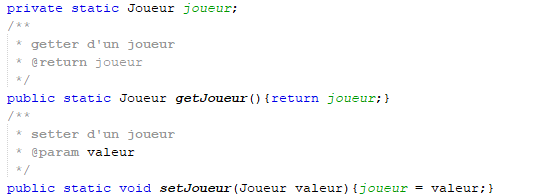 private static Joueur joueur;
/**
 * getter d'un joueur
 * @return joueur
 */
public static Joueur getJoueur(){return joueur;}
/**
 * setter d'un joueur
 * @param valeur
 */
public static void setJoueur(Joueur valeur){joueur = valeur;}